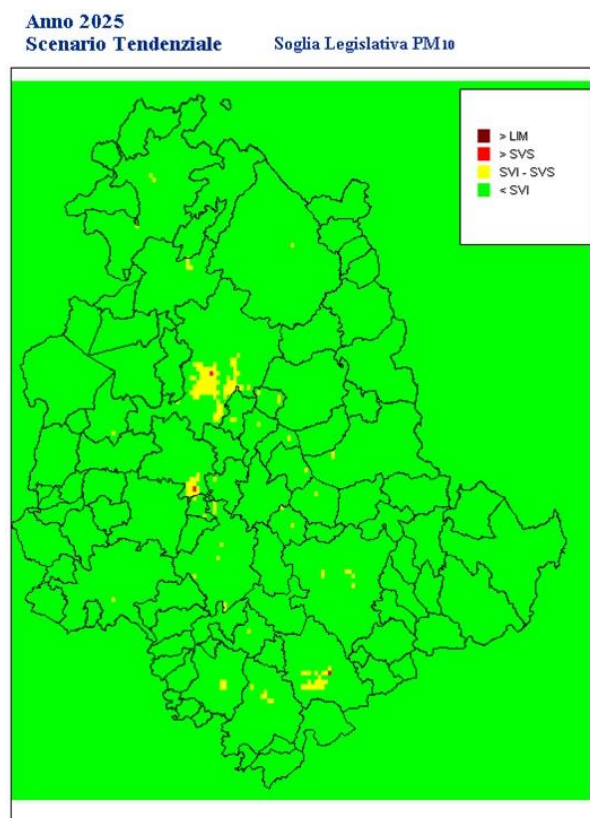 Anno 2025
Scenario Tendenziale Soglia Legislativa PM10
> LIM
> SVS
SVI - SVS
< SVI